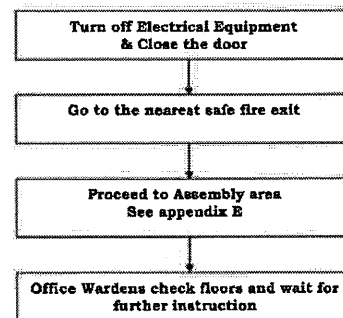 Turn off Electrical Equipment
& Close the door
Go to the nearest safe fire exit
Proceed to Assembly area
See appendix E
Office Wardens check floors and wait for
further instruction